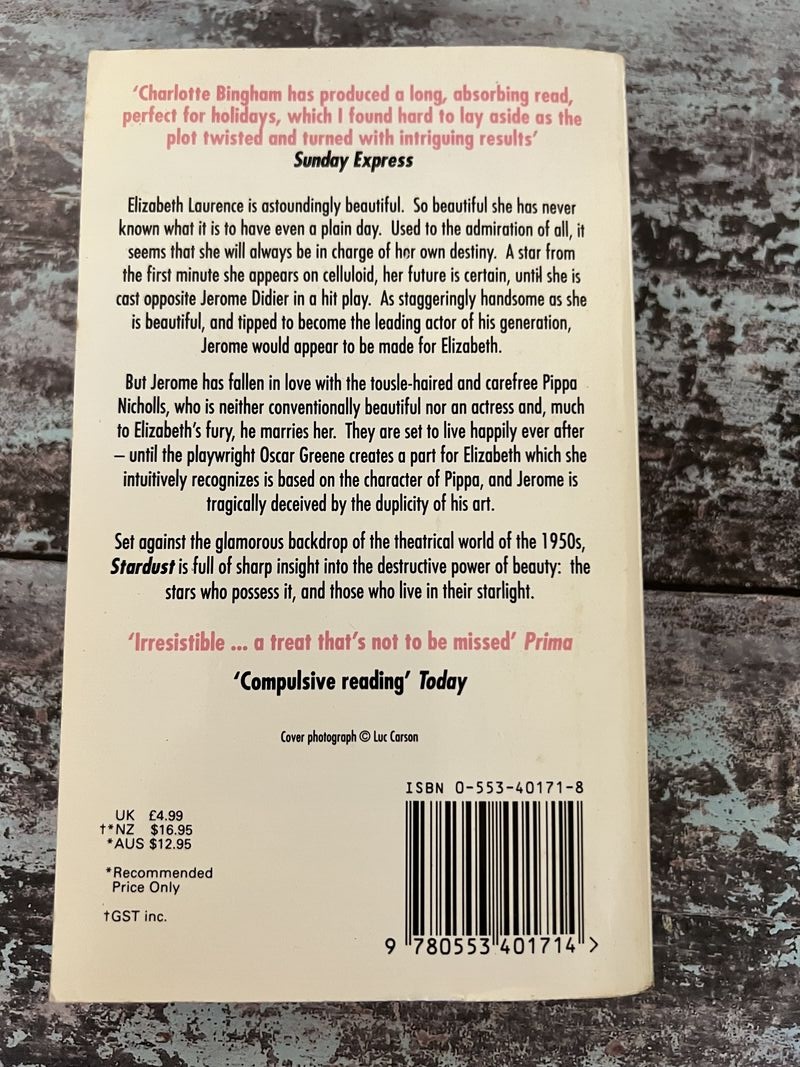 ‘Charlotte Bingham has produced a long, absorbing read,
perfect for holidays, which I found hard to lay aside as the
plot twisted and turned with intriguing results’
Sunday Express
Elizabeth Laurence is astoundingly beautiful. So beautiful she has never
known what it is to have even a plain day. Used to the admiration of all, it
seems that she will always be in charge of her own destiny. A star from
the first minute she appears on celluloid, her future is certain, until she is
cast opposite Jerome Didier in a hit play. As staggeringly handsome as she
is beautiful, and tipped to become the leading actor of his generation,
Jerome would appear to be made for Elizabeth.
But Jerome has fallen in love with the tousle-haired and carefree Pippa
Nicholls, who is neither conventionally beautiful nor an actress and, much
to Elizabeth’s fury, he marries her. They are set to live happily ever after
– until the playwright Oscar Greene creates a part for Elizabeth which she
intuitively recognizes is based on the character of Pippa, and Jerome is
tragically deceived by the duplicity of his art.
Set against the glamorous backdrop of the theatrical world of the 1950s,
Stardust is full of sharp insight into the destructive power of beauty: the
stars who possess it, and those who live in their starlight.
‘Irresistible ... a treat that’s not to be missed’ Prima
‘Compulsive reading’ Today
Cover photograph © Luc Carson
ISBN 0-553-40171-8
UK £4.99
†*NZ $16.95
*AUS $12.95
*Recommended
Price Only
†GST inc.
9 780553 401714 >